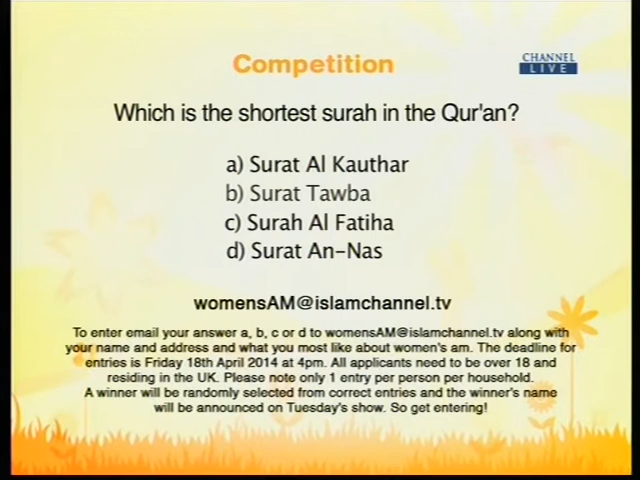 Competition
CHANNEL
LIVE
Which is the shortest surah in the Qur'an?
a) Surat Al Kauthar
b) Surat Tawba
c) Surah Al Fatiha
d) Surat An-Nas
womensAM@islamchannel.tv
To enter email your answer a, b, c or d to womensAM@islamchannel.tv along with
your name and address and what you most like about women's am. The deadline for
entries is Friday 18th April 2014 at 4pm. All applicants need to be over 18 and
residing in the UK. Please note only 1 entry per person per household.
A winner will be randomly selected from correct entries and the winner's name
will be announced on Tuesday's show. So get entering!